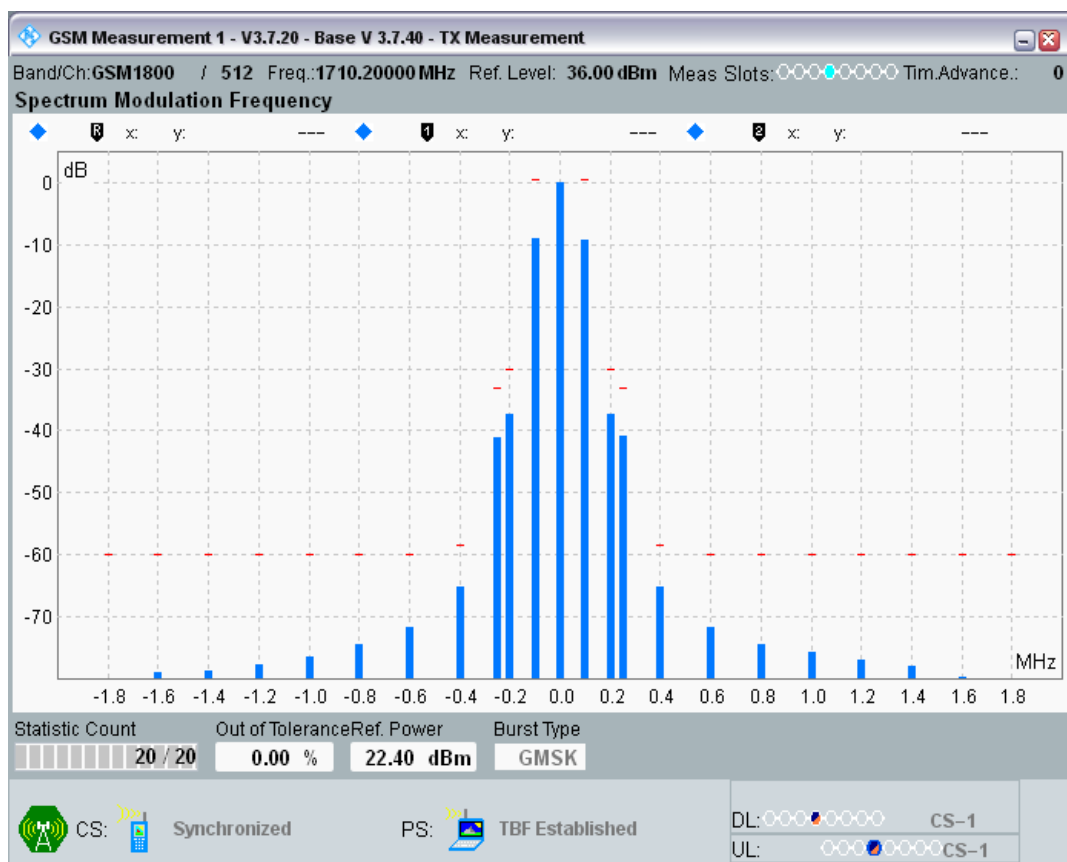 GSM Measurement 1 - V3.7.20 - Base V 3.7.40 - TX Measurement
Band/Ch:GSM1800 / 512 Freq.:1710.20000 MHz Ref. Level: 36.00 dBm Meas Slots: Tim.Advance.: 0
Spectrum Modulation Frequency
R x: y: --- 1 x: y: --- 2 x: y: ---
dB
0
-10
-20
-30
-40
-50
-60
-70
MHz
-1.8 -1.6 -1.4 -1.2 -1.0 -0.8 -0.6 -0.4 -0.2 0.0 0.2 0.4 0.6 0.8 1.0 1.2 1.4 1.6 1.8
Statistic Count Out of Tolerance Ref. Power Burst Type
20 / 20 0.00 % 22.40 dBm GMSK
CS: Synchronized PS: TBF Established
DL: CS-1
UL: CS-1